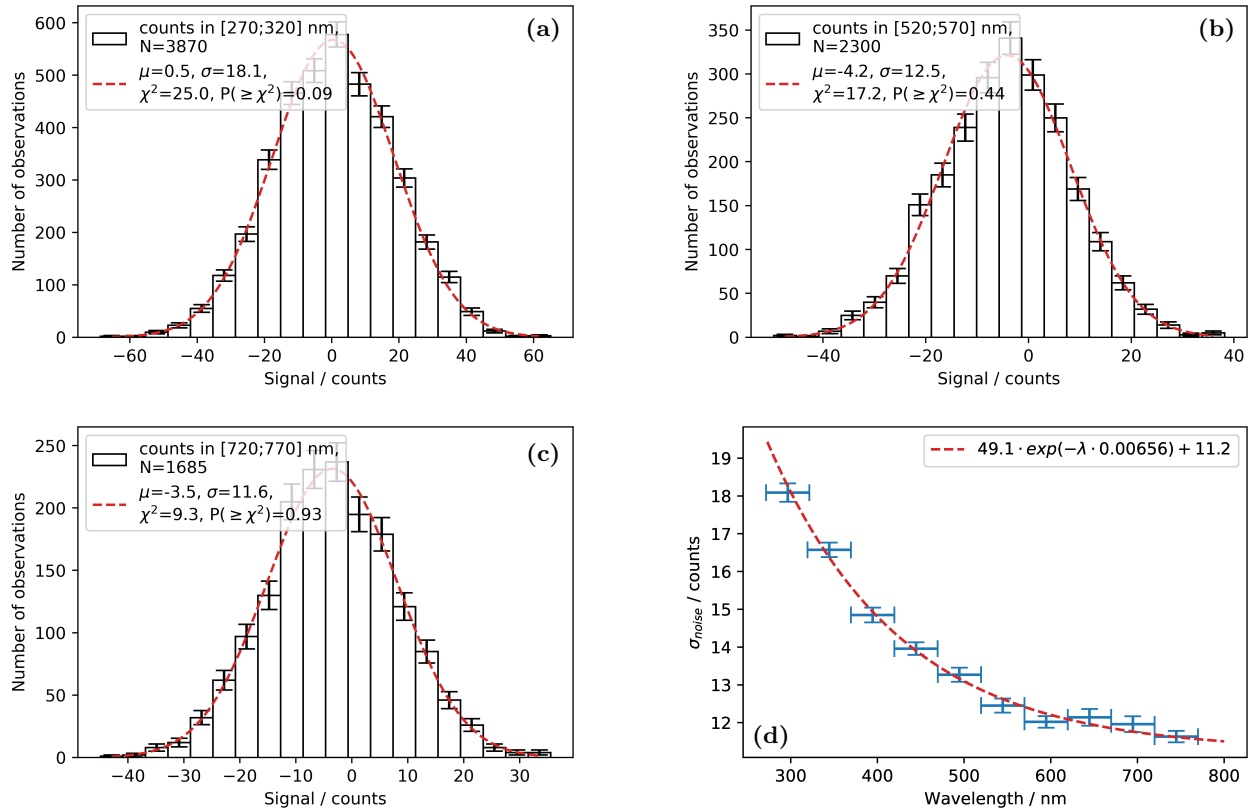 600
500
400
300
200
100
0
Number of observations
counts in [270;320] nm,
N=3870
μ=0.5, σ=18.1,
χ²=25.0, P(≥χ²)=0.09
(a)
−60 −40 −20 0 20 40 60
Signal / counts
350
300
250
200
150
100
50
0
Number of observations
counts in [520;570] nm,
N=2300
μ=-4.2, σ=12.5,
χ²=17.2, P(≥χ²)=0.44
(b)
−40 −20 0 20 40
Signal / counts
250
200
150
100
50
0
Number of observations
counts in [720;770] nm,
N=1685
μ=-3.5, σ=11.6,
χ²=9.3, P(≥χ²)=0.93
(c)
−40 −30 −20 −10 0 10 20 30
Signal / counts
19
18
17
16
15
14
13
12
σnoise / counts
49.1 · exp(−λ · 0.00656) + 11.2
(d)
300 400 500 600 700 800
Wavelength / nm